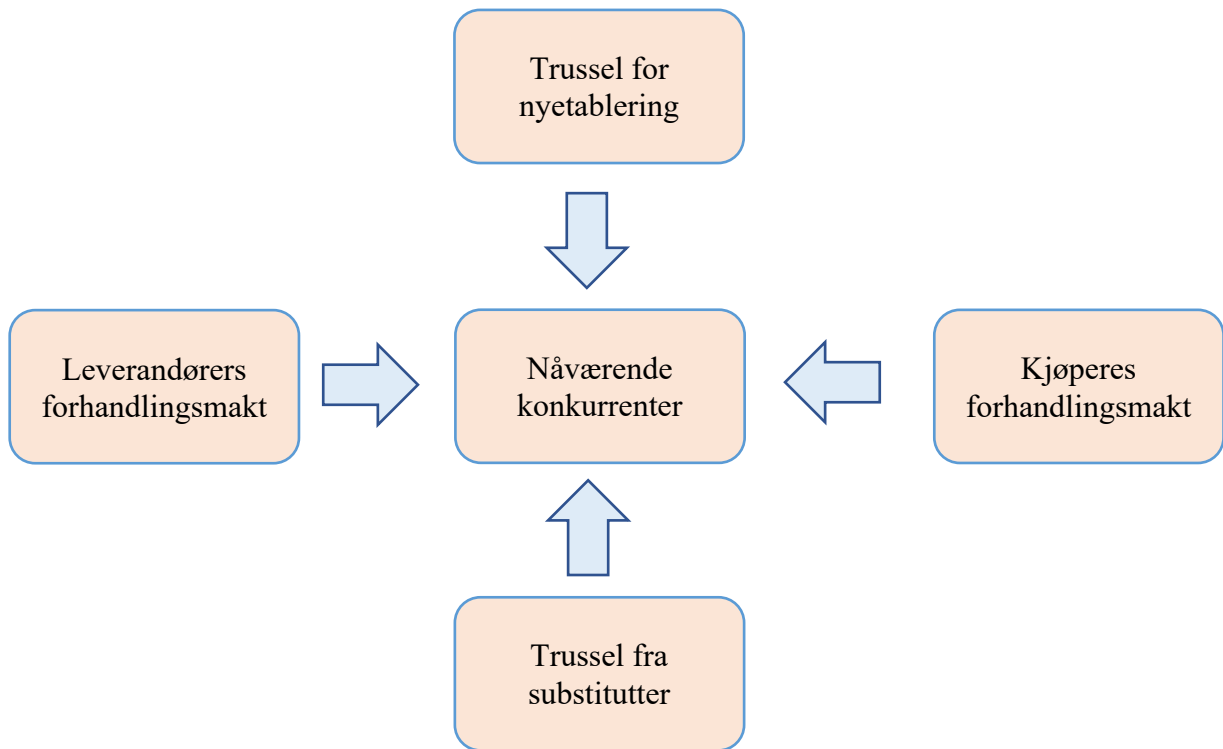 Trussel for
nyetablering
Leverandørers
forhandlingsmakt
Nåværende
konkurrenter
Kjøperes
forhandlingsmakt
Trussel fra
substitutter